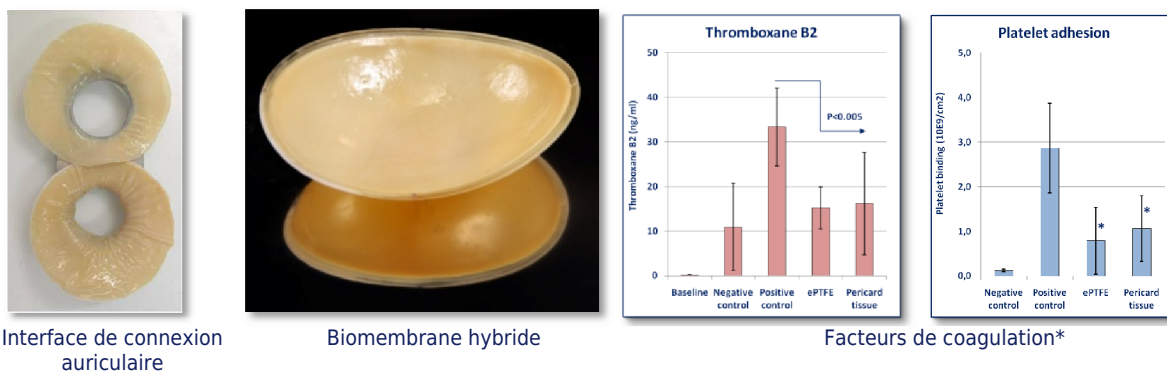 Thromboxane B2
Thromboxane B2 (ng/ml)
50
40
30
20
10
0
P<0.005
Baseline
Negative control
Positive control
ePTFE
Pericard tissue
Platelet adhesion
Platelet binding (10E9/cm2)
5,0
4,0
3,0
2,0
1,0
0,0
*
*
Negative control
Positive control
ePTFE
Pericard tissue
Interface de connexion
auriculaire
Biomembrane hybride
Facteurs de coagulation*